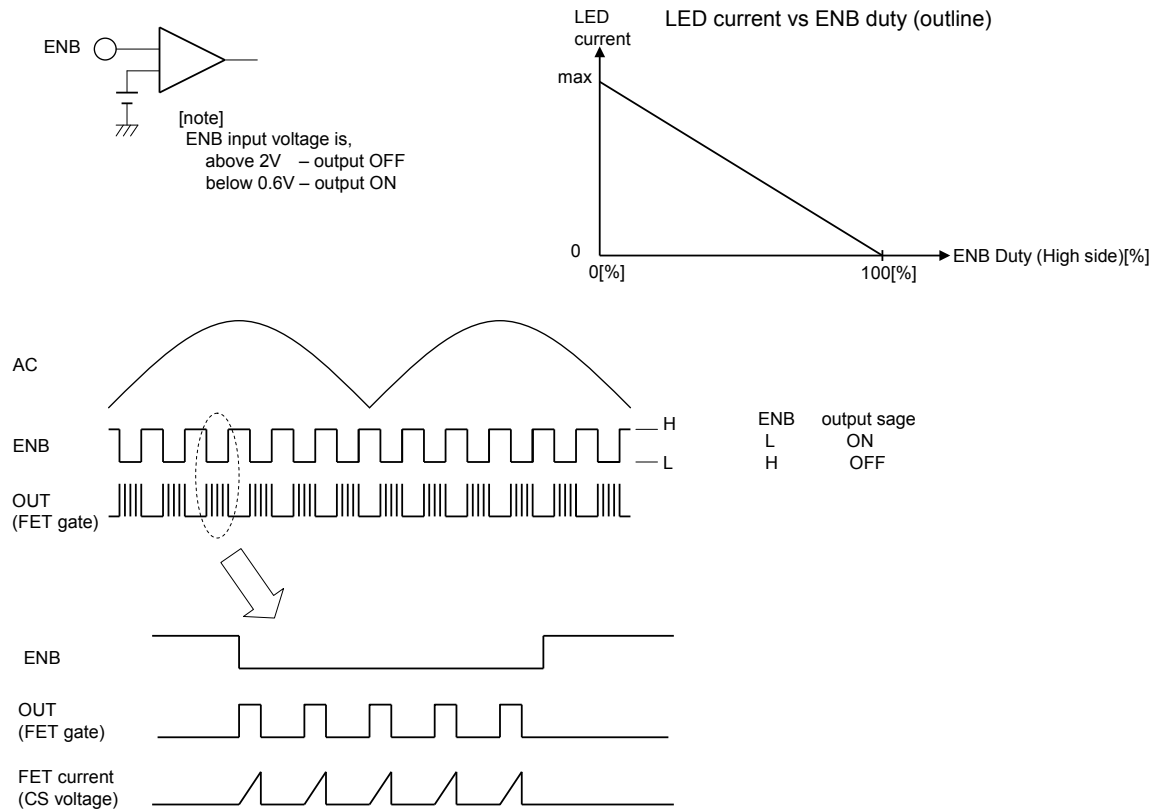 LED current vs ENB duty (outline)
LED
current
ENB
max
[note]
ENB input voltage is,
above 2V – output OFF
below 0.6V – output ON
0
0[%]
100[%]
ENB Duty (High side)[%]
AC
ENB
H
L
ENB output sage
L ON
H OFF
OUT
(FET gate)
ENB
OUT
(FET gate)
FET current
(CS voltage)